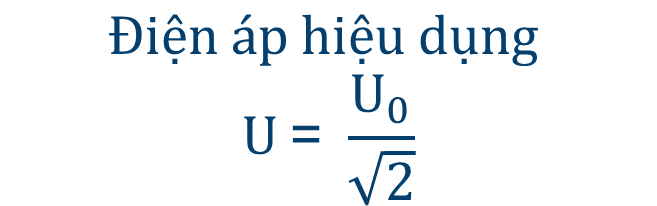 Điện áp hiệu dụng
U = U₀/√2